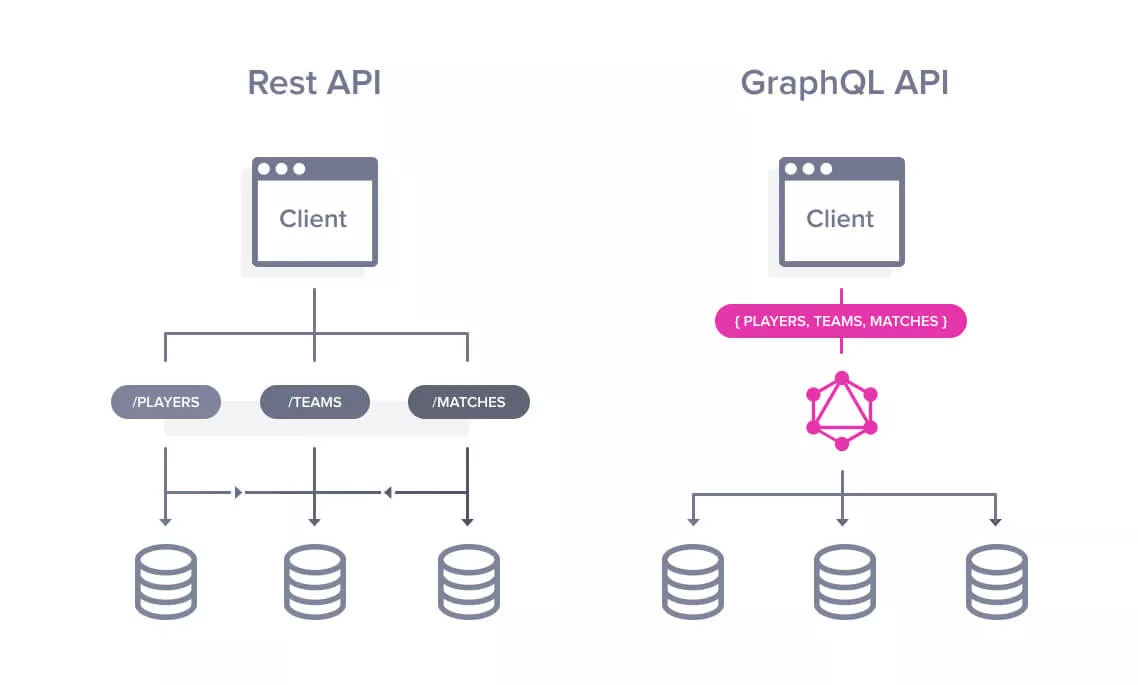 Rest API
Client
/PLAYERS
/TEAMS
/MATCHES
GraphQL API
Client
{ PLAYERS, TEAMS, MATCHES }